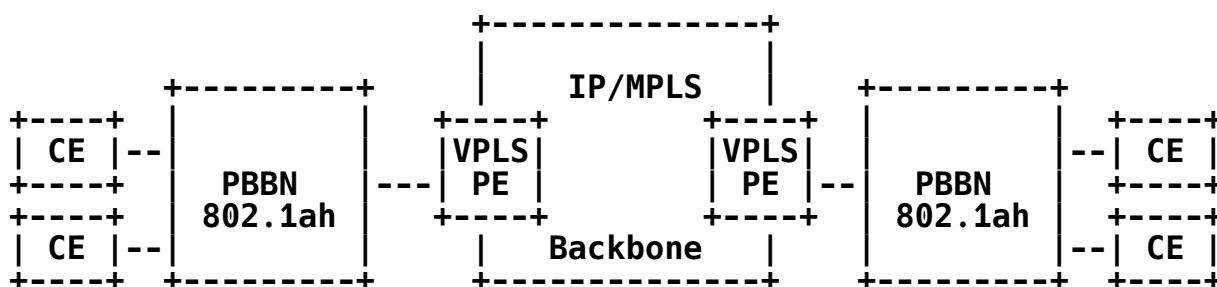 +--------------+
                              |              |
          +---------+         |    IP/MPLS   |      +---------+
+----+    |         |      +----+          +----+   |         |   +----+
| CE |--  |         |      |VPLS|          |VPLS|   |         |-- | CE |
+----+    |  PBBN   |   ---| PE |          | PE |-- |  PBBN   |   +----+
+----+    | 802.1ah |      +----+          +----+   | 802.1ah |   +----+
| CE |--  |         |         |   Backbone   |      |         |-- | CE |
+----+    +---------+         +--------------+      +---------+   +----+